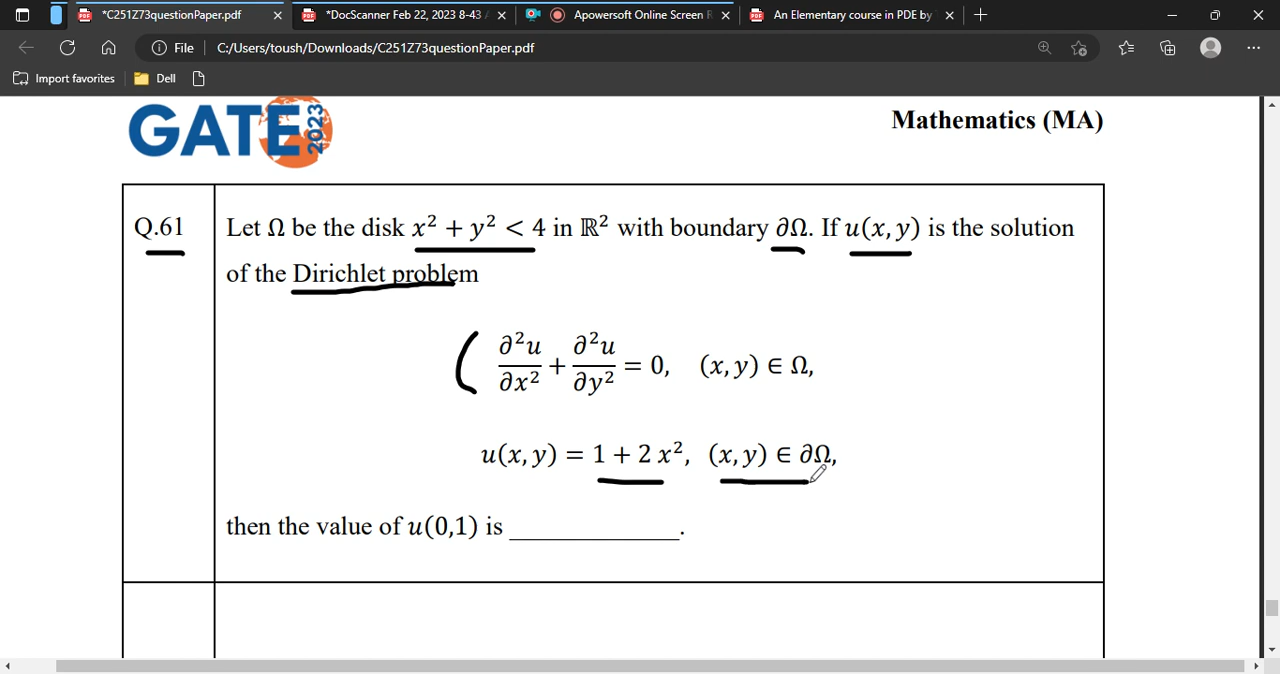 *C251Z73questionPaper.pdf
*DocScanner Feb 22, 2023 8-43
Apowersoft Online Screen
An Elementary course in PDE by
File
C:/Users/toush/Downloads/C251Z73questionPaper.pdf
Import favorites
Dell
GATE 2023
Mathematics (MA)
Q.61
Let Ω be the disk x² + y² < 4 in ℝ² with boundary ∂Ω. If u(x, y) is the solution
of the Dirichlet problem
∂²u/∂x² + ∂²u/∂y² = 0, (x, y) ∈ Ω,
u(x, y) = 1 + 2 x², (x, y) ∈ ∂Ω,
then the value of u(0,1) is ______________.